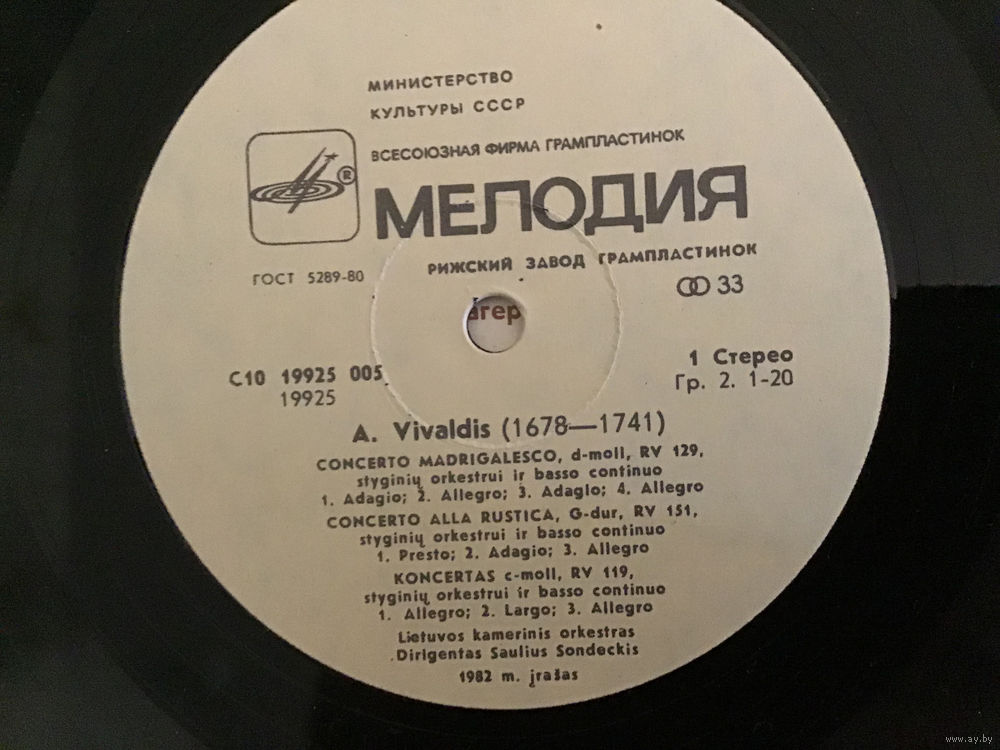 МИНИСТЕРСТВО
КУЛЬТУРЫ СССР
ВСЕСОЮЗНАЯ ФИРМА ГРАМПЛАСТИНОК
®
МЕЛОДИЯ
РИЖСКИЙ ЗАВОД ГРАМПЛАСТИНОК
ГОСТ 5289-80
33
агер
С10 19925 005
19925
1 Стерео
Гр. 2. 1-20
A. Vivaldis (1678—1741)
CONCERTO MADRIGALESCO, d-moll, RV 129,
styginių orkestrui ir basso continuo
1. Adagio; 2. Allegro; 3. Adagio; 4. Allegro
CONCERTO ALLA RUSTICA, G-dur, RV 151,
styginių orkestrui ir basso continuo
1. Presto; 2. Adagio; 3. Allegro
KONCERTAS c-moll, RV 119,
styginių orkestrui ir basso continuo
1. Allegro; 2. Largo; 3. Allegro
Lietuvos kamerinis orkestras
Dirigentas Saulius Sondeckis
1982 m. įrašas
www.ay.by